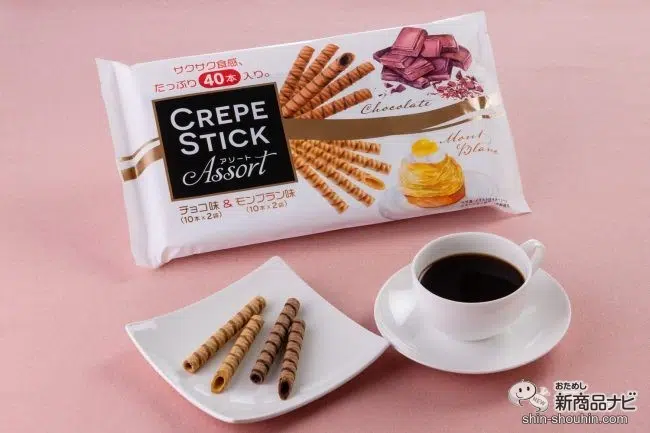 サクサク食感、
たっぷり40本入り。
CREPE
STICK
アソート
Assort
チョコ味 & モンブラン味
(10本×2袋) (10本×2袋)
Chocolate
Mont
Blanc
おためし
新商品ナビ
NEW
shin-shouhin.com